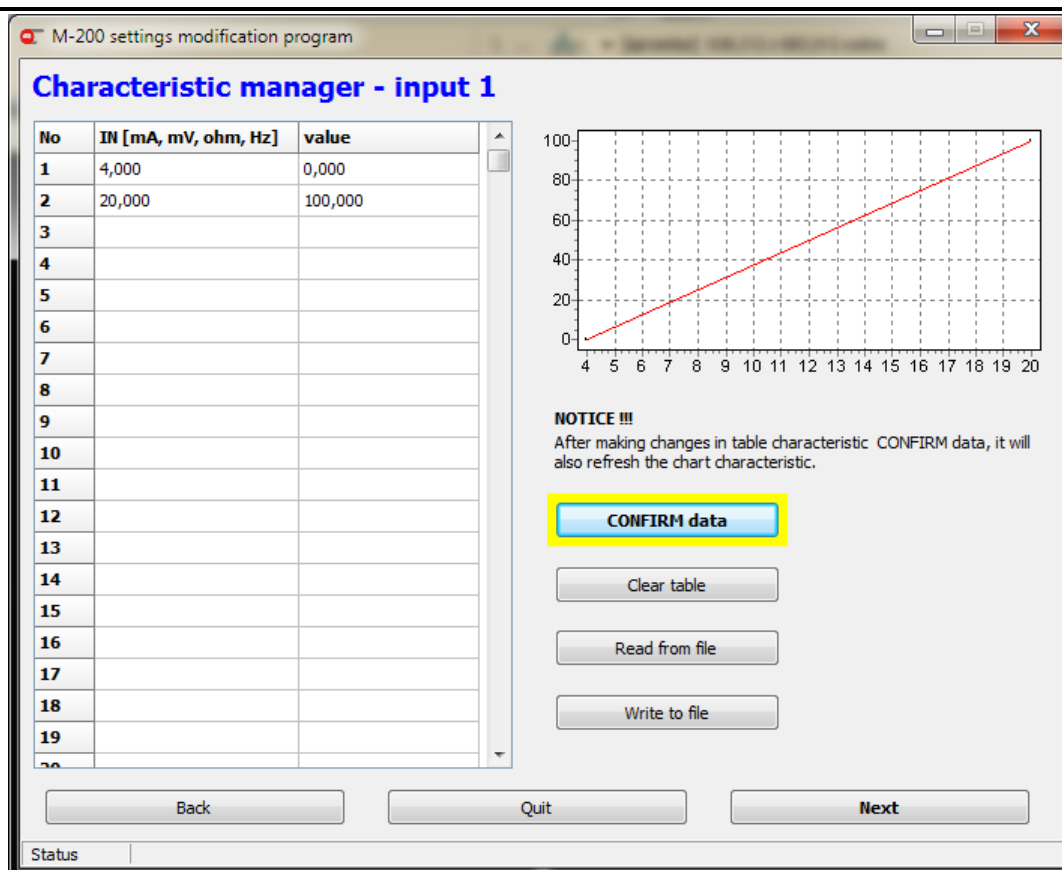 M-200 settings modification program
Characteristic manager - input 1
No IN [mA, mV, ohm, Hz] value
1 4,000 0,000
2 20,000 100,000
3
4
5
6
7
8
9
10
11
12
13
14
15
16
17
18
19
20
100
80
60
40
20
0
4 5 6 7 8 9 10 11 12 13 14 15 16 17 18 19 20
NOTICE !!!
After making changes in table characteristic CONFIRM data, it will
also refresh the chart characteristic.
CONFIRM data
Clear table
Read from file
Write to file
Back Quit Next
Status